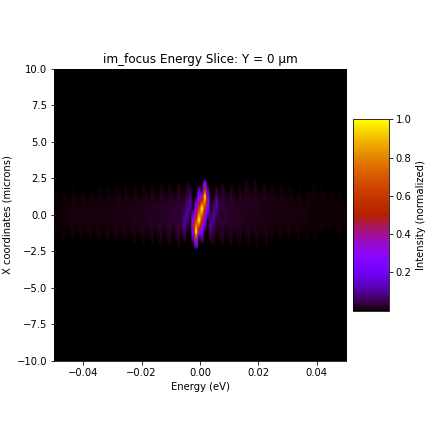 im_focus Energy Slice: Y = 0 μm
10.0
7.5
5.0
2.5
0.0
−2.5
−5.0
−7.5
−10.0
X coordinates (microns)
−0.04 −0.02 0.00 0.02 0.04
Energy (eV)
1.0
0.8
0.6
0.4
0.2
Intensity (normalized)